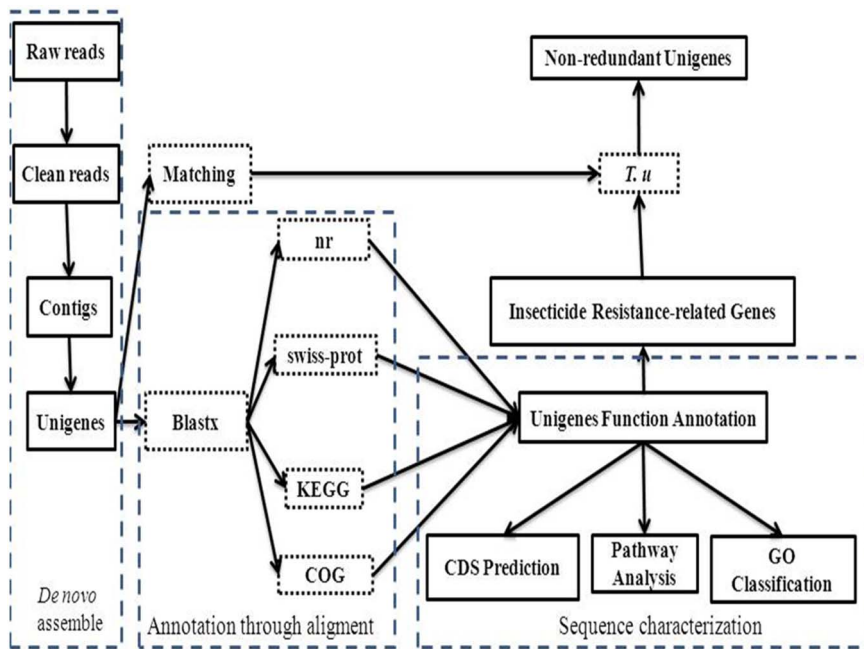 Raw reads
Non-redundant Unigenes
Clean reads
Matching
T. u
nr
Contigs
Insecticide Resistance-related Genes
swiss-prot
Unigenes
Blastx
Unigenes Function Annotation
KEGG
CDS Prediction
Pathway
Analysis
GO
Classification
COG
De novo
assemble
Annotation through aligment
Sequence characterization